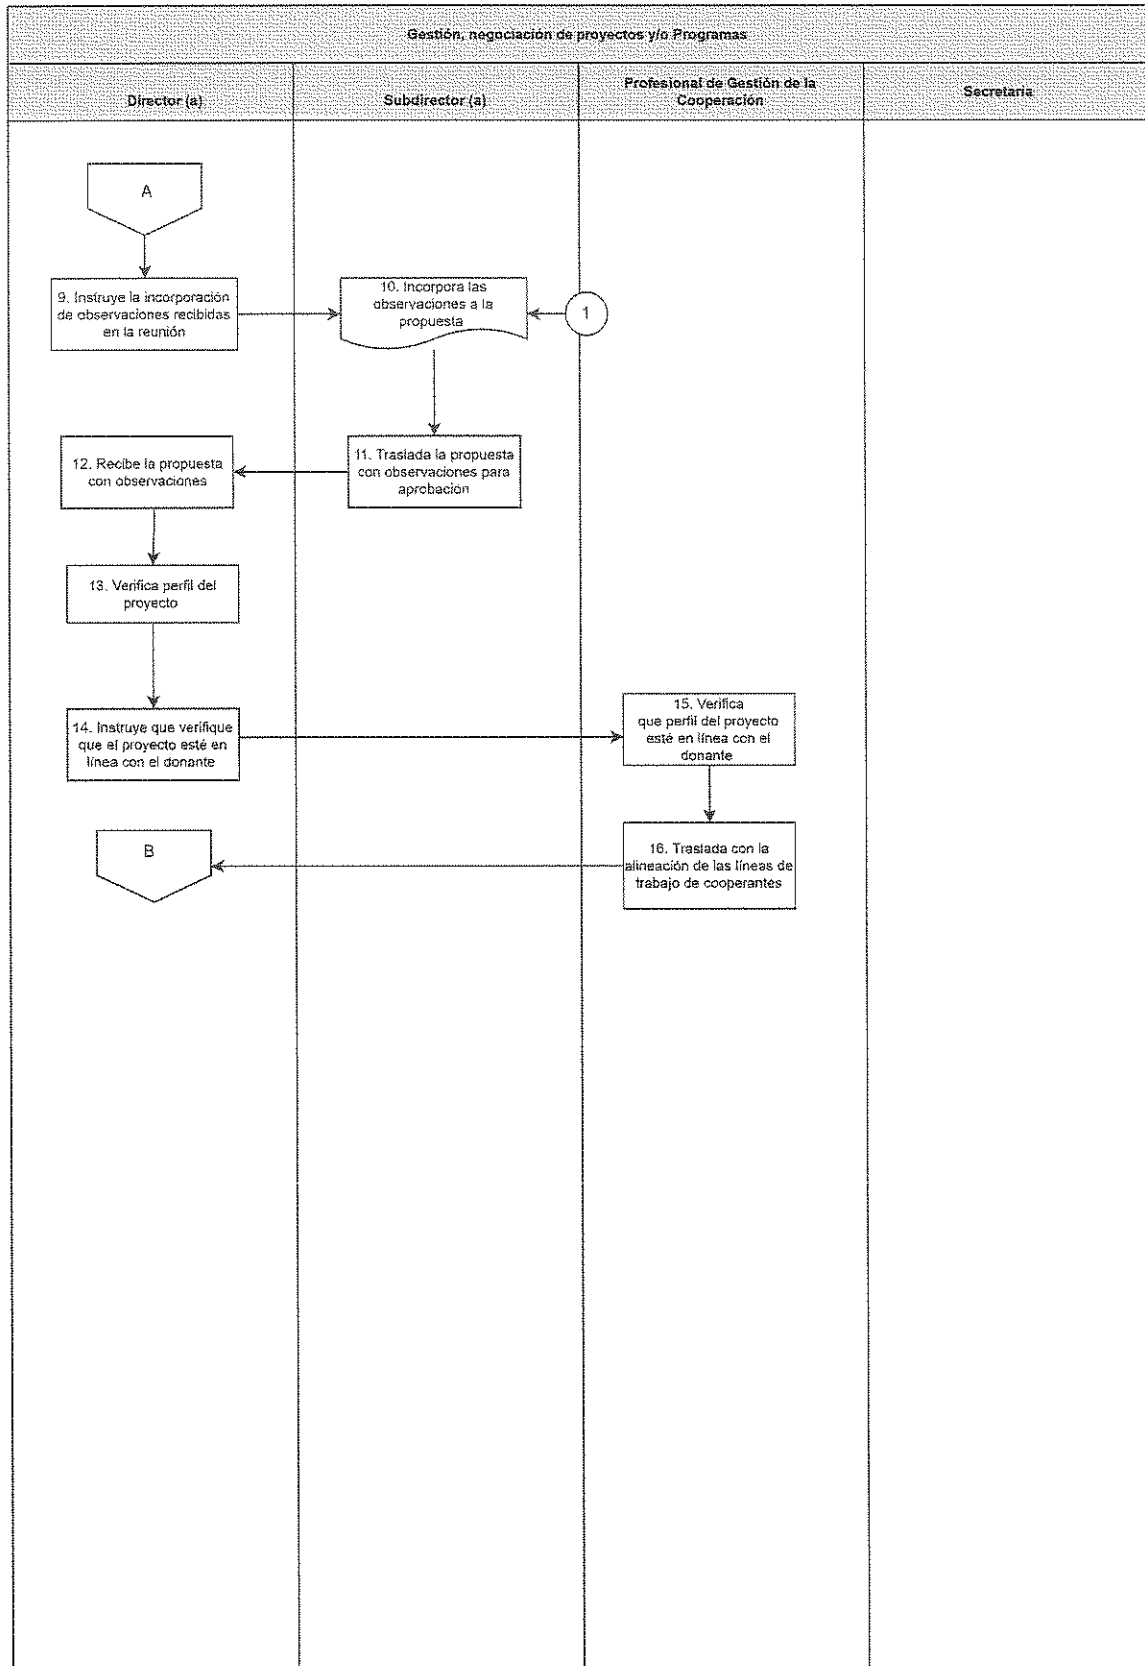 Gestión, negociación de proyectos y/o Programas
Director (a)
Subdirector (a)
Profesional de Gestión de la
Cooperación
Secretaria
A
9. Instruye la incorporación
de observaciones recibidas
en la reunión
10. Incorpora las
observaciones a la
propuesta
1
12. Recibe la propuesta
con observaciones
11. Traslada la propuesta
con observaciones para
aprobación
13. Verifica perfil del
proyecto
14. Instruye que verifique
que el proyecto esté en
línea con el donante
15. Verifica
que perfil del proyecto
esté en línea con el
donante
B
16. Traslada con la
alineación de las líneas de
trabajo de cooperantes